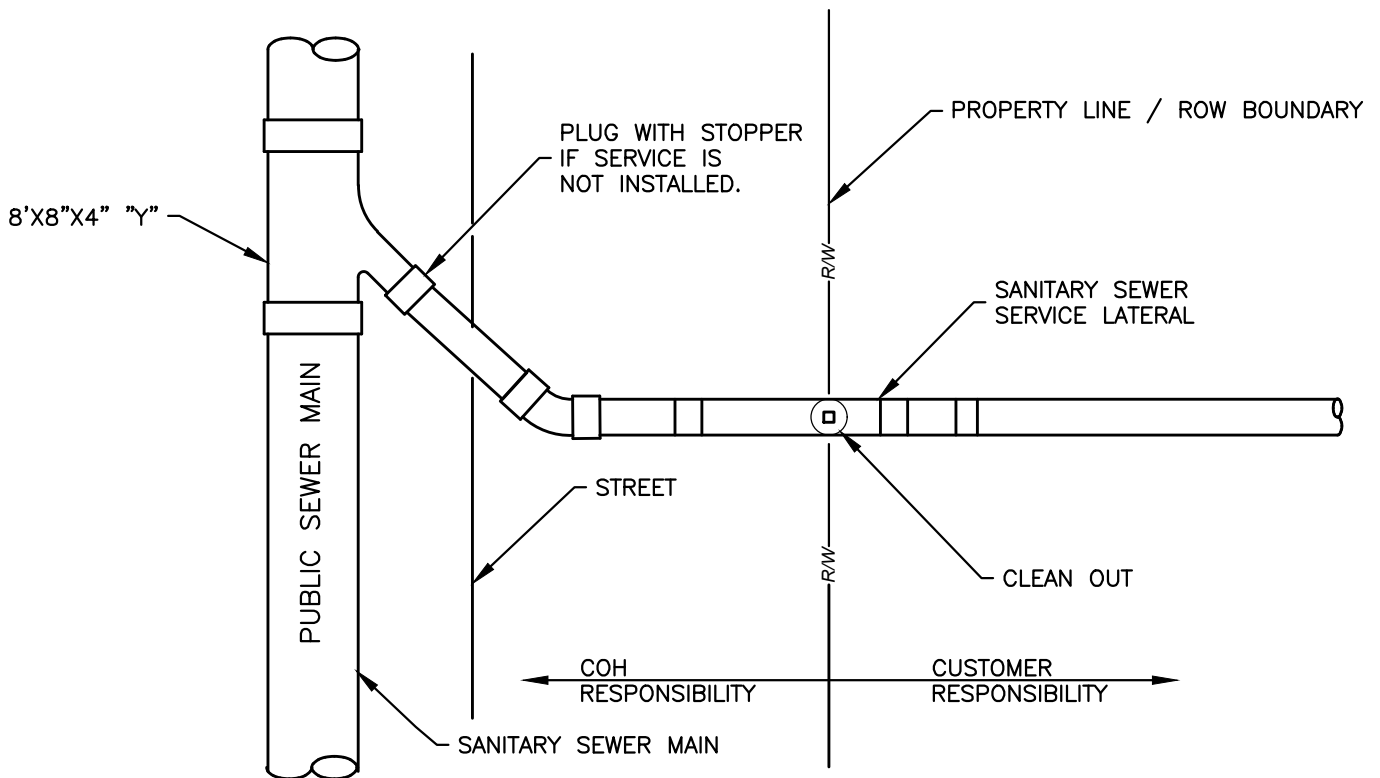 PROPERTY LINE / ROW BOUNDARY
PLUG WITH STOPPER
IF SERVICE IS
NOT INSTALLED.
8'X8"X4" "Y"
R/W
SANITARY SEWER
SERVICE LATERAL
PUBLIC SEWER MAIN
STREET
R/W
CLEAN OUT
COH
RESPONSIBILITY
CUSTOMER
RESPONSIBILITY
SANITARY SEWER MAIN